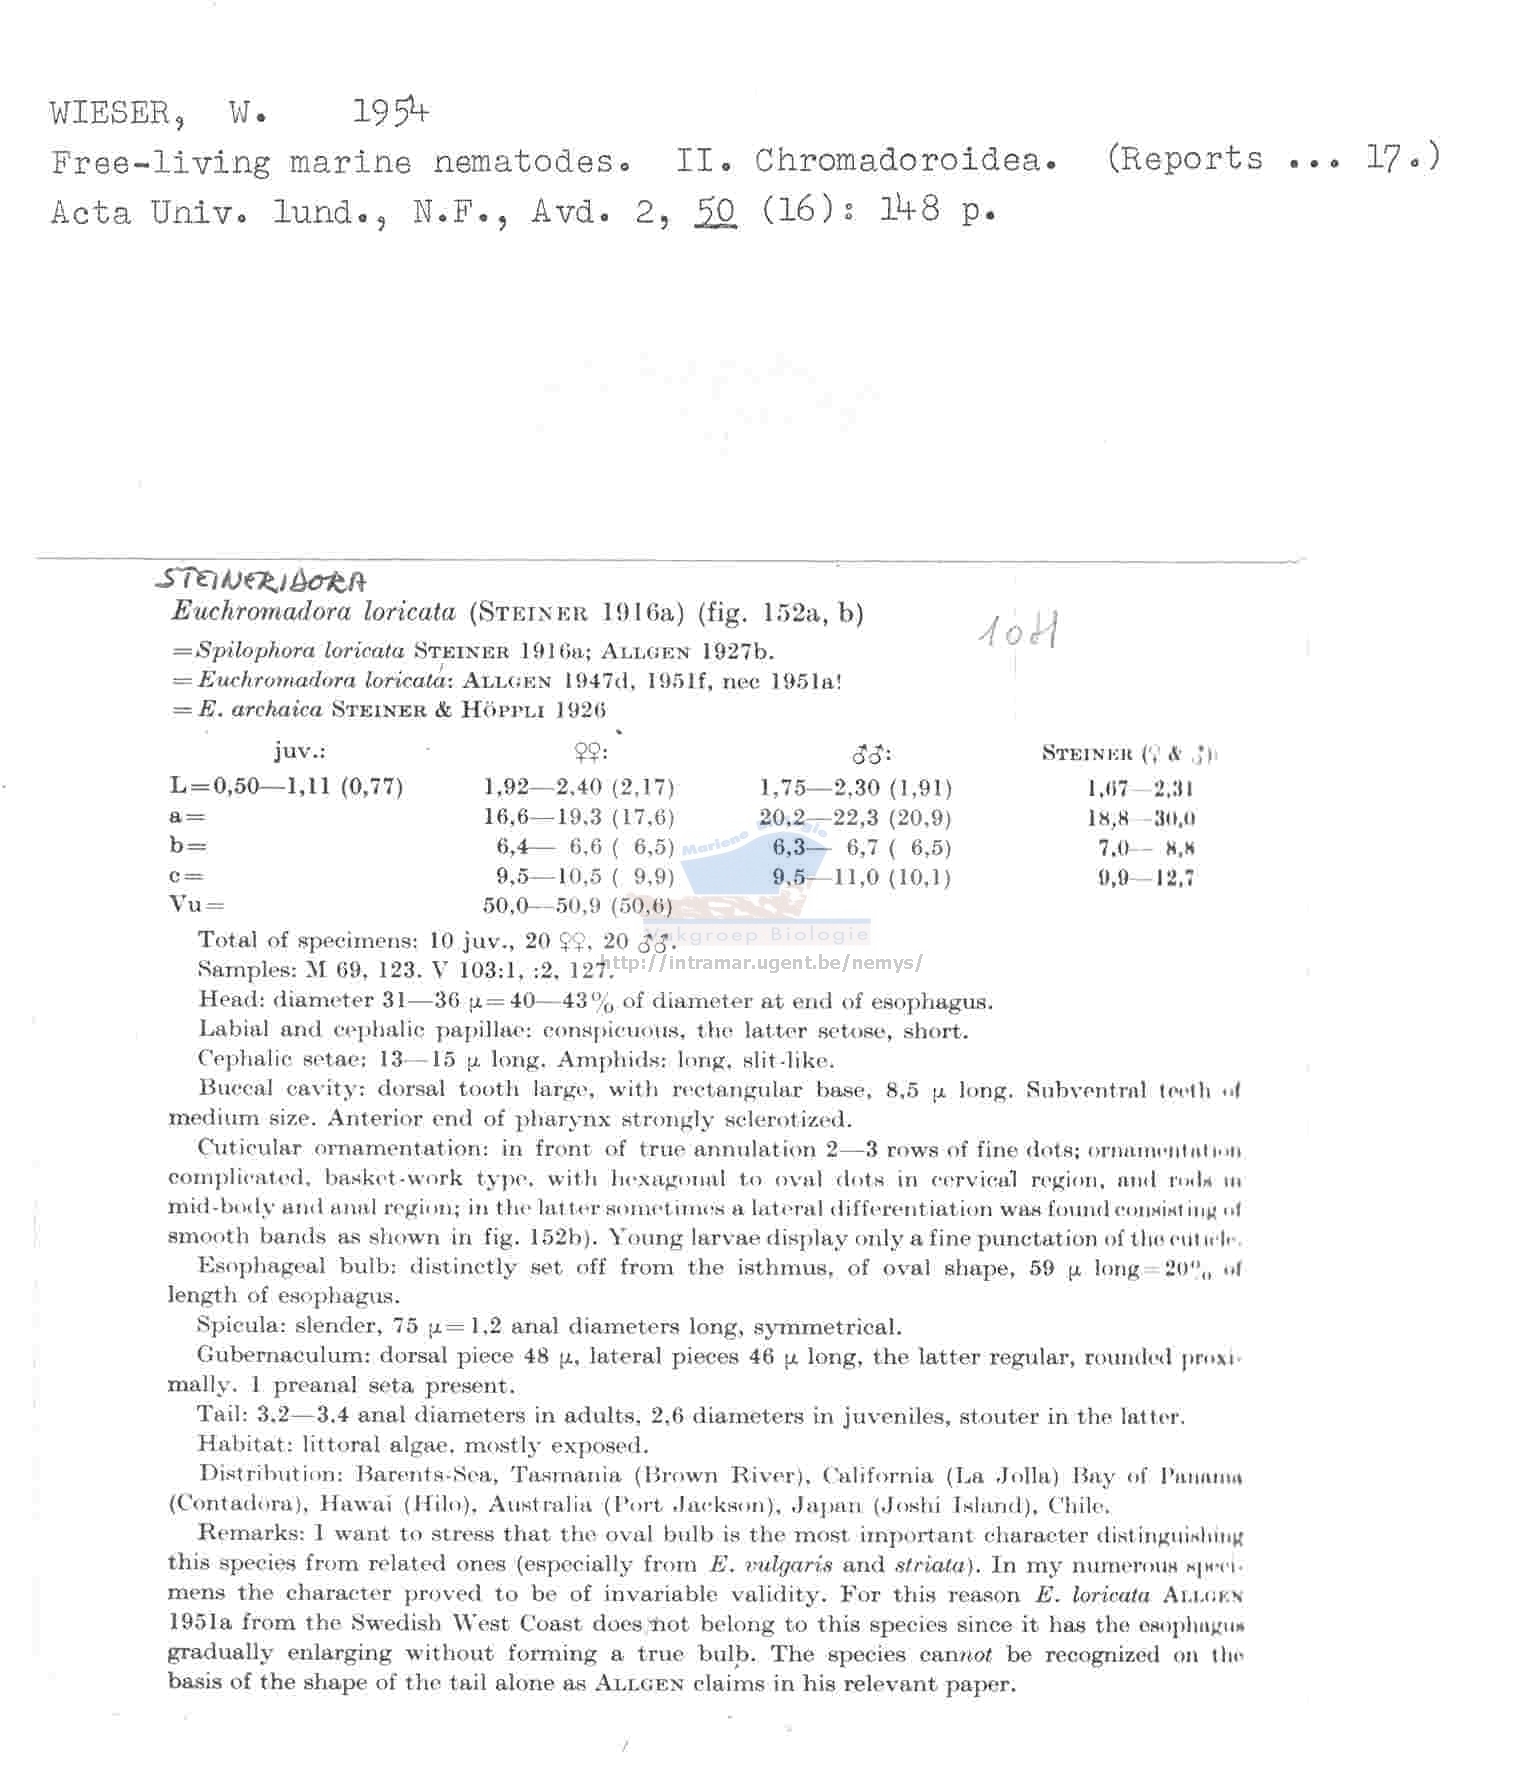 WIESER, W. 1954
Free-living marine nematodes. II. Chromadoroidea. (Reports ... 17.)
Acta Univ. lund., N.F., Avd. 2, 50 (16): 148 p.
STEINERIDORA
Euchromadora loricata (STEINER 1916a) (fig. 152a, b)
=Spilophora loricata STEINER 1916a; ALLGEN 1927b.
=Euchromadora loricata: ALLGEN 1947d, 1951f, nec 1951a!
=E. archaica STEINER & HÖPPLI 1926
juv.: ♀♀: ♂♂: STEINER (♀ & ♂):
L=0,50—1,11 (0,77) 1,92—2,40 (2,17) 1,75—2,30 (1,91) 1,67—2,31
a= 16,6—19,3 (17,6) 20,2—22,3 (20,9) 18,8—30,0
b= 6,4— 6,6 ( 6,5) 6,3— 6,7 ( 6,5) 7,0— 8,8
c= 9,5—10,5 ( 9,9) 9,5—11,0 (10,1) 9,9—12,7
Vu= 50,0—50,9 (50,6)
Mariene Biologie
Vakgroep Biologie
http://intramar.ugent.be/nemys/
Total of specimens: 10 juv., 20 ♀♀, 20 ♂♂.
Samples: M 69, 123. V 103:1, :2, 127.
Head: diameter 31—36 μ=40—43% of diameter at end of esophagus.
Labial and cephalic papillae: conspicuous, the latter setose, short.
Cephalic setae: 13—15 μ long. Amphids: long, slit-like.
Buccal cavity: dorsal tooth large, with rectangular base, 8,5 μ long. Subventral teeth of
medium size. Anterior end of pharynx strongly sclerotized.
Cuticular ornamentation: in front of true annulation 2—3 rows of fine dots; ornamentation
complicated, basket-work type, with hexagonal to oval dots in cervical region, and rods in
mid-body and anal region; in the latter sometimes a lateral differentiation was found consisting of
smooth bands as shown in fig. 152b). Young larvae display only a fine punctation of the cuticle.
Esophageal bulb: distinctly set off from the isthmus, of oval shape, 59 μ long=20% of
length of esophagus.
Spicula: slender, 75 μ=1,2 anal diameters long, symmetrical.
Gubernaculum: dorsal piece 48 μ, lateral pieces 46 μ long, the latter regular, rounded proxi-
mally. 1 preanal seta present.
Tail: 3,2—3,4 anal diameters in adults, 2,6 diameters in juveniles, stouter in the latter.
Habitat: littoral algae, mostly exposed.
Distribution: Barents-Sea, Tasmania (Brown River), California (La Jolla) Bay of Panama
(Contadora), Hawai (Hilo), Australia (Port Jackson), Japan (Joshi Island), Chile.
Remarks: I want to stress that the oval bulb is the most important character distinguishing
this species from related ones (especially from E. vulgaris and striata). In my numerous speci-
mens the character proved to be of invariable validity. For this reason E. loricata ALLGEN
1951a from the Swedish West Coast does not belong to this species since it has the esophagus
gradually enlarging without forming a true bulb. The species cannot be recognized on the
basis of the shape of the tail alone as ALLGEN claims in his relevant paper.